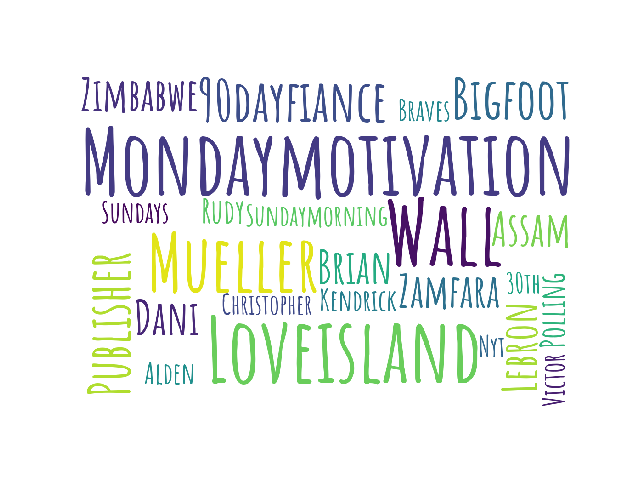 Zimbabwe 90dayfiance Braves Bigfoot
Mondaymotivation
Sundays Rudy Sundaymorning Wall Assam
Publisher Mueller Brian Zamfara 30th
Dani Christopher Kendrick
Loveisland Nyt Lebron Polling
Alden Victor